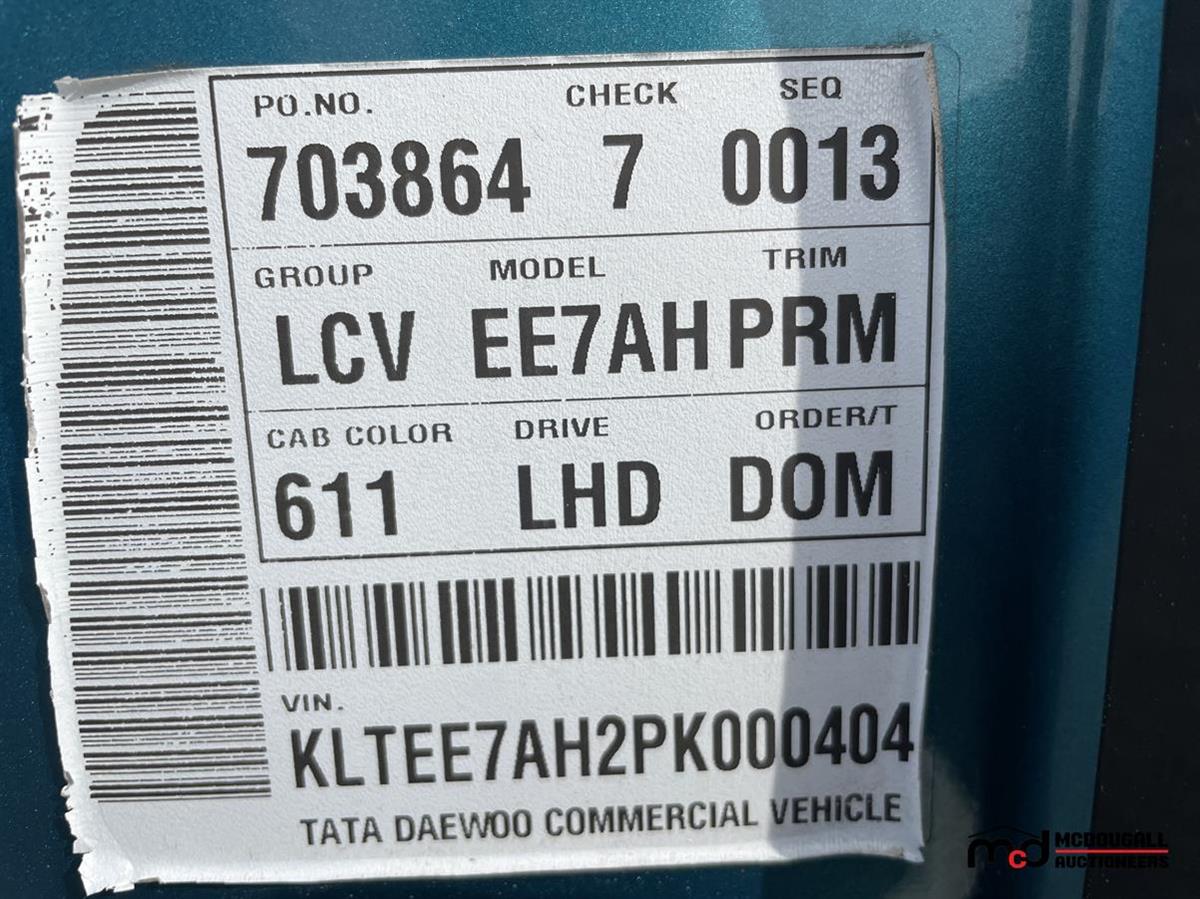 PO.NO. CHECK SEQ
703864 7 0013
GROUP MODEL TRIM
LCV EE7AH PRM
CAB COLOR DRIVE ORDER/T
611 LHD DOM
VIN.
KLTEE7AH2PK000404
TATA DAEWOO COMMERCIAL VEHICLE
mcd MCDOUGALL
AUCTIONEERS